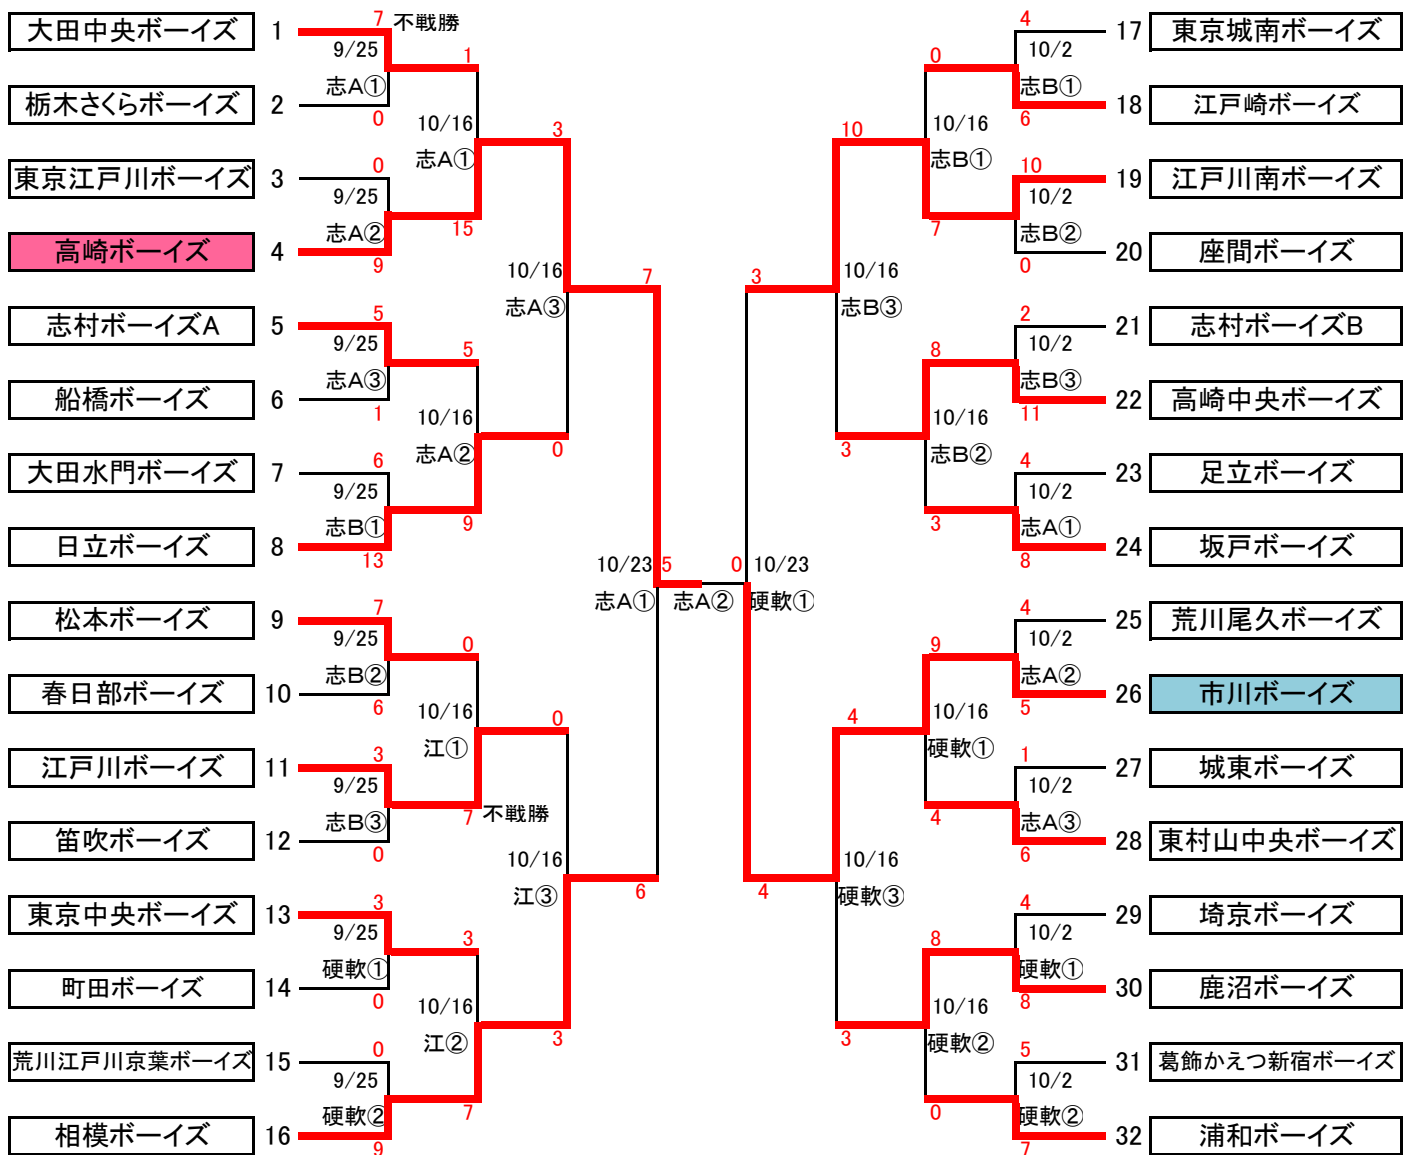 大田中央ボーイズ 1 7 不戦勝
9/25 1
志A①
栃木さくらボーイズ 2 0
10/16 3
志A①
東京江戸川ボーイズ 3 0
9/25
志A② 15
高崎ボーイズ 4 9
10/16 7
志A③
志村ボーイズA 5 5
9/25 5
志A③
船橋ボーイズ 6 1
10/16
志A② 0
大田水門ボーイズ 7 6
9/25
志B① 9
日立ボーイズ 8 13
10/23 5
志A①
松本ボーイズ 9 7
9/25 0
志B②
春日部ボーイズ 10 6
10/16 0
江①
江戸川ボーイズ 11 3
9/25
志B③ 7 不戦勝
笛吹ボーイズ 12 0
10/16
江③ 6
東京中央ボーイズ 13 3
9/25 3
硬軟①
町田ボーイズ 14 0
10/16
江② 3
荒川江戸川京葉ボーイズ 15 0
9/25
硬軟② 7
相模ボーイズ 16 9
志A②
4 17 東京城南ボーイズ
0 10/2
志B①
6 18 江戸崎ボーイズ
10 10/16
志B①
10 19 江戸川南ボーイズ
10/2
7 志B②
0 20 座間ボーイズ
3 10/16
志B③
2 21 志村ボーイズB
8 10/2
志B③
11 22 高崎中央ボーイズ
10/16
3 志B②
4 23 足立ボーイズ
10/2
3 志A①
8 24 坂戸ボーイズ
0 10/23
硬軟①
4 25 荒川尾久ボーイズ
9 10/2
志A②
5 26 市川ボーイズ
4 10/16
硬軟①
1 27 城東ボーイズ
10/2
4 志A③
6 28 東村山中央ボーイズ
10/16
4 硬軟③
4 29 埼京ボーイズ
8 10/2
硬軟①
8 30 鹿沼ボーイズ
10/16
3 硬軟②
5 31 葛飾かえつ新宿ボーイズ
10/2
0 硬軟②
7 32 浦和ボーイズ